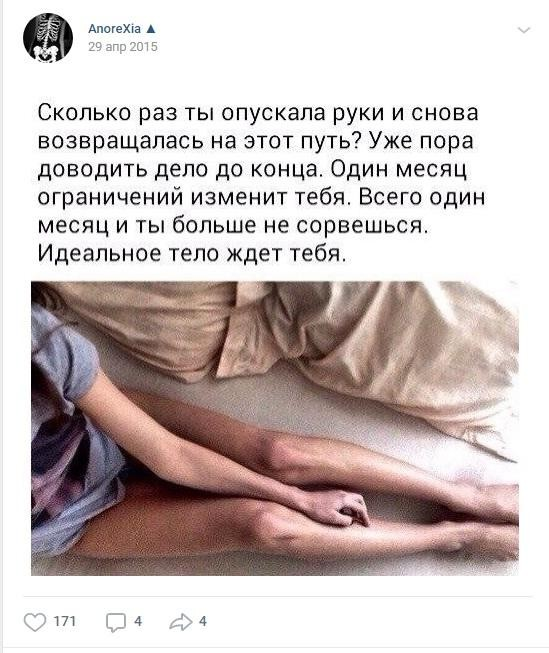 AnoreXia ▲
29 апр 2015
Сколько раз ты опускала руки и снова
возвращалась на этот путь? Уже пора
доводить дело до конца. Один месяц
ограничений изменит тебя. Всего один
месяц и ты больше не сорвешься.
Идеальное тело ждет тебя.
171 4 4